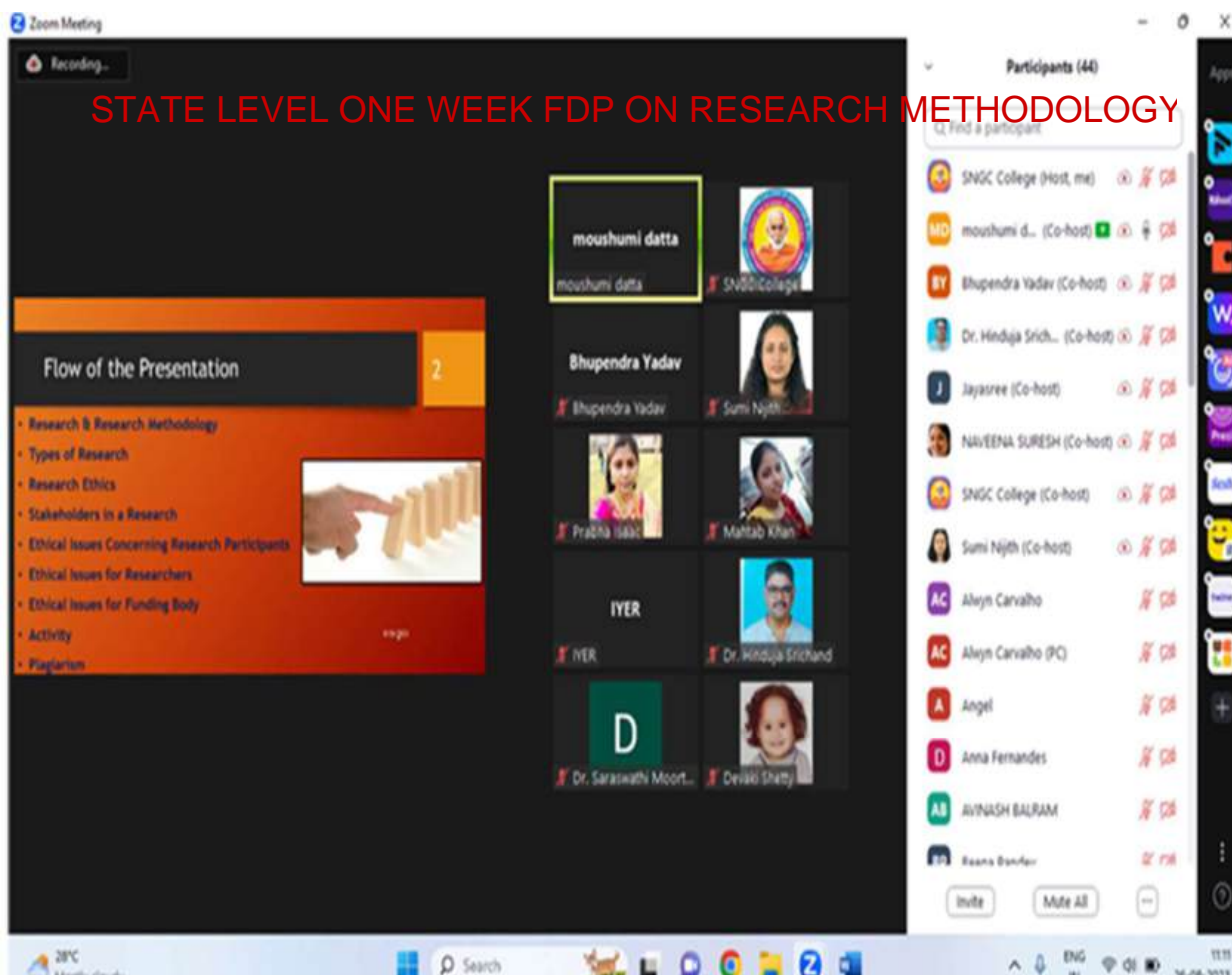 Zoom Meeting
Recording...
STATE LEVEL ONE WEEK FDP ON RESEARCH METHODOLOGY
Flow of the Presentation
2
• Research & Research Methodology
• Types of Research
• Research Ethics
• Stakeholders in a Research
• Ethical Issues Concerning Research Participants
• Ethical Issues for Researchers
• Ethical Issues for Funding Body
• Activity
• Plagiarism
moushumi datta
moushumi datta
Bhupendra Yadav
Bhupendra Yadav
Sumi Nijith
Prabha Isaac
Mahtab Khan
IYER
IYER
Dr. Hinduja Srichand
D
Dr. Saraswathi Moort...
Devaki Shetty
Participants (44)
Find a participant
SNGC College (Host, me)
MD moushumi d... (Co-host)
BY Bhupendra Yadav (Co-host)
Dr. Hinduja Srich... (Co-host)
J Jayasree (Co-host)
NAVEENA SURESH (Co-host)
SNGC College (Co-host)
Sumi Nijith (Co-host)
AC Alwyn Carvalho
AC Alwyn Carvalho (PC)
A Angel
D Anna Fernandes
AB AVINASH BALRAM
Invite
Mute All
28°C
Search
ENG